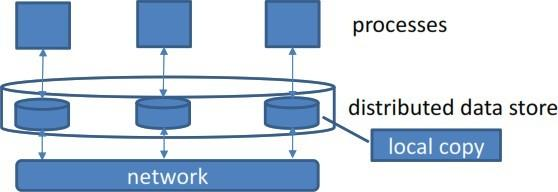 processes
distributed data store
local copy
network